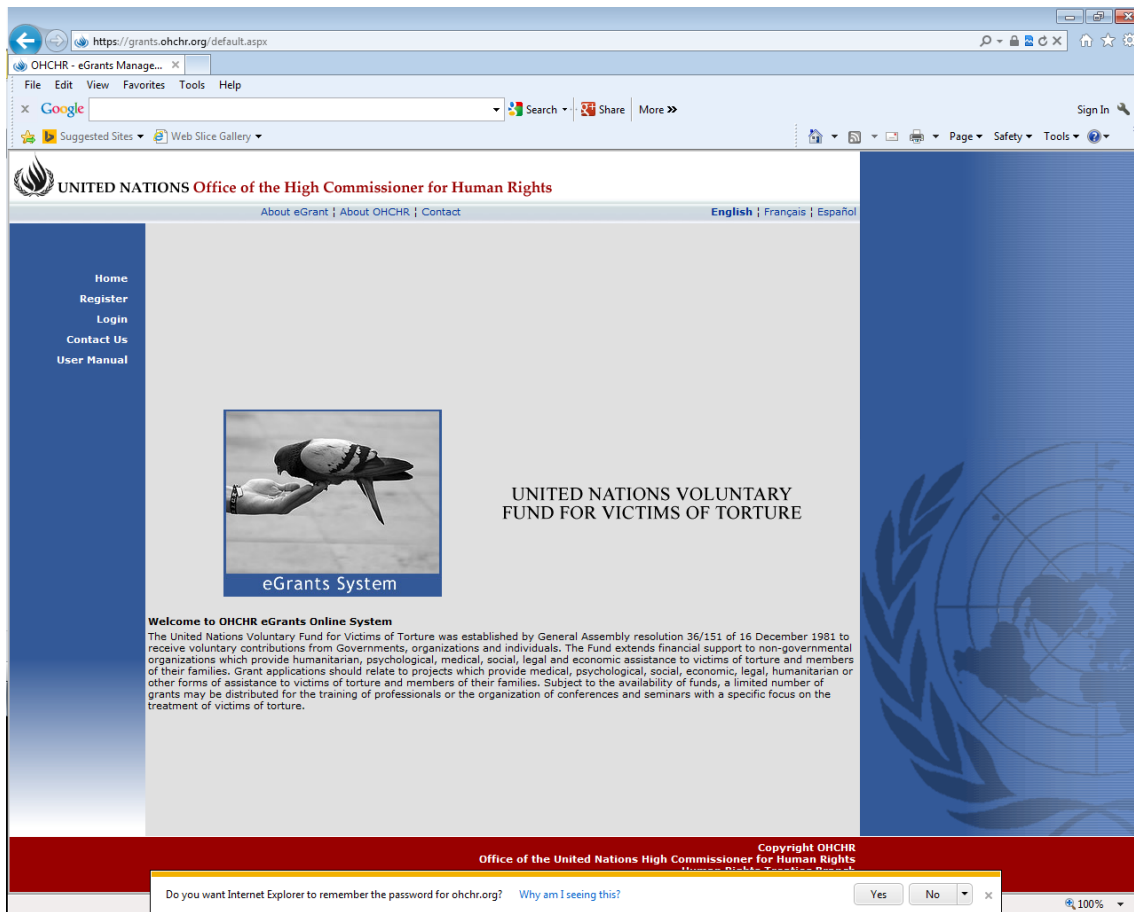 https://grants.ohchr.org/default.aspx
OHCHR - eGrants Manage...
File Edit View Favorites Tools Help
x Google Search Share More >> Sign In
Suggested Sites Web Slice Gallery Page Safety Tools
UNITED NATIONS Office of the High Commissioner for Human Rights
About eGrant ¦ About OHCHR ¦ Contact English ¦ Français ¦ Español
Home
Register
Login
Contact Us
User Manual
UNITED NATIONS VOLUNTARY
FUND FOR VICTIMS OF TORTURE
eGrants System
Welcome to OHCHR eGrants Online System
The United Nations Voluntary Fund for Victims of Torture was established by General Assembly resolution 36/151 of 16 December 1981 to
receive voluntary contributions from Governments, organizations and individuals. The Fund extends financial support to non-governmental
organizations which provide humanitarian, psychological, medical, social, legal and economic assistance to victims of torture and members
of their families. Grant applications should relate to projects which provide medical, psychological, social, economic, legal, humanitarian or
other forms of assistance to victims of torture and members of their families. Subject to the availability of funds, a limited number of
grants may be distributed for the training of professionals or the organization of conferences and seminars with a specific focus on the
treatment of victims of torture.
Copyright OHCHR
Office of the United Nations High Commissioner for Human Rights
Human Rights Treaties Branch
Do you want Internet Explorer to remember the password for ohchr.org? Why am I seeing this? Yes No x
100%